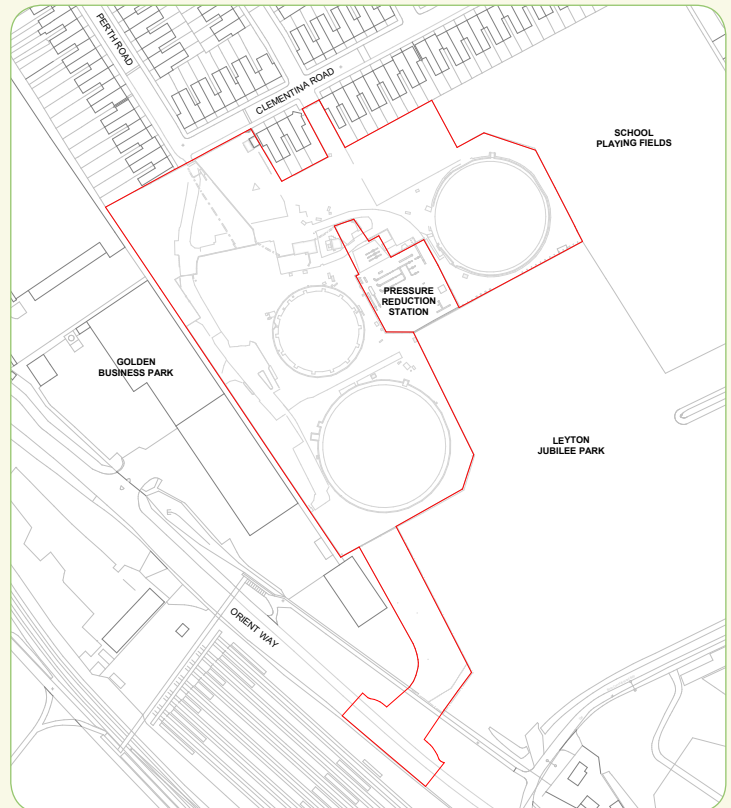 PERTH ROAD
CLEMENTINA ROAD
SCHOOL
PLAYING FIELDS
PRESSURE
REDUCTION
STATION
GOLDEN
BUSINESS PARK
LEYTON
JUBILEE PARK
ORIENT WAY